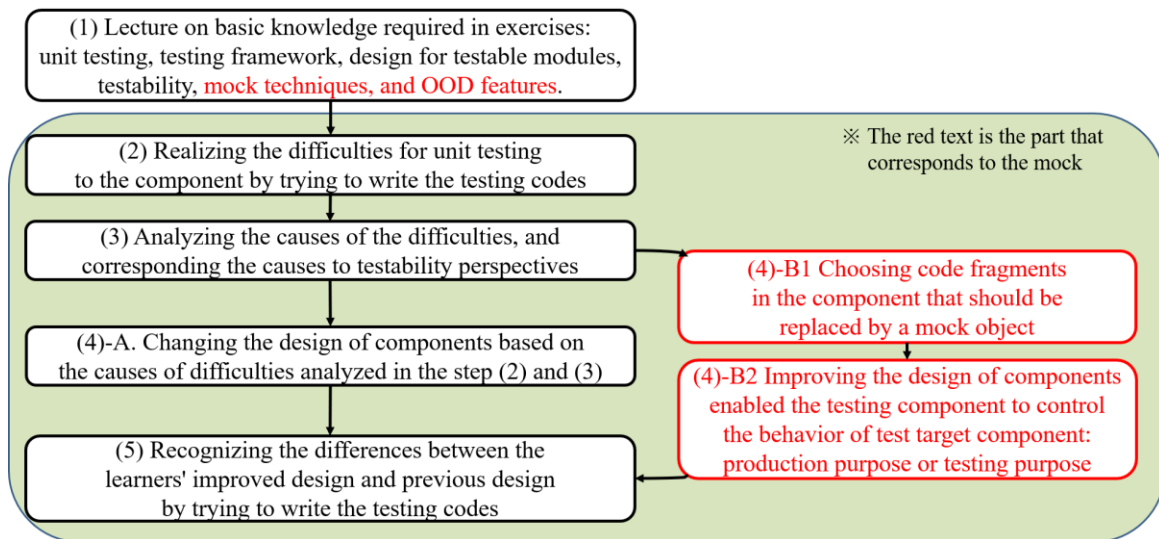 (1) Lecture on basic knowledge required in exercises:
unit testing, testing framework, design for testable modules,
testability, mock techniques, and OOD features.
※ The red text is the part that
corresponds to the mock
(2) Realizing the difficulties for unit testing
to the component by trying to write the testing codes
(3) Analyzing the causes of the difficulties, and
corresponding the causes to testability perspectives
(4)-B1 Choosing code fragments
in the component that should be
replaced by a mock object
(4)-A. Changing the design of components based on
the causes of difficulties analyzed in the step (2) and (3)
(4)-B2 Improving the design of components
enabled the testing component to control
the behavior of test target component:
production purpose or testing purpose
(5) Recognizing the differences between the
learners' improved design and previous design
by trying to write the testing codes